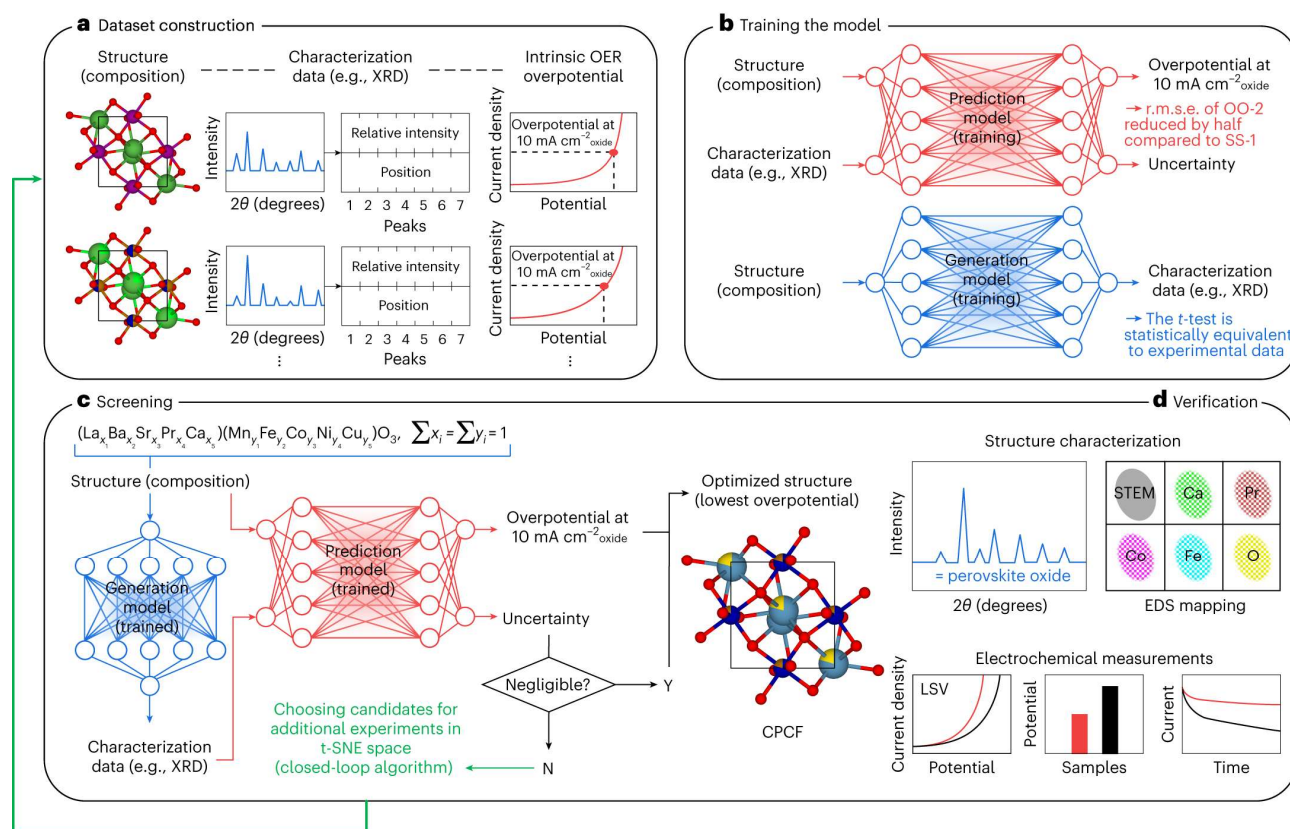 a Dataset construction
Structure
(composition)
Characterization
data (e.g., XRD)
Intrinsic OER
overpotential
Intensity
2θ (degrees)
Relative intensity
Position
1 2 3 4 5 6 7
Peaks
Current density
Overpotential at
10 mA cm⁻²oxide
Potential
Intensity
2θ (degrees)
⋮
Relative intensity
Position
1 2 3 4 5 6 7
Peaks
Current density
Overpotential at
10 mA cm⁻²oxide
Potential
⋮
b Training the model
Structure
(composition)
Characterization
data (e.g., XRD)
Prediction
model
(training)
Overpotential at
10 mA cm⁻²oxide
→ r.m.s.e. of OO-2
reduced by half
compared to SS-1
Uncertainty
Structure
(composition)
Generation
model
(training)
Characterization
data (e.g., XRD)
→ The t-test is
statistically equivalent
to experimental data
c Screening
(Laₓ₁Baₓ₂Srₓ₃Prₓ₄Caₓ₅)(Mn_y₁Fe_y₂Co_y₃Ni_y₄Cu_y₅)O₃, ∑xᵢ = ∑yᵢ = 1
Structure (composition)
Generation
model
(trained)
Characterization
data (e.g., XRD)
Prediction
model
(trained)
Overpotential at
10 mA cm⁻²oxide
Uncertainty
Negligible?
Y
N
Choosing candidates for
additional experiments in
t-SNE space
(closed-loop algorithm)
Optimized structure
(lowest overpotential)
CPCF
d Verification
Structure characterization
Intensity
= perovskite oxide
2θ (degrees)
STEM
Ca
Pr
Co
Fe
O
EDS mapping
Electrochemical measurements
Current density
LSV
Potential
Potential
Samples
Current
Time